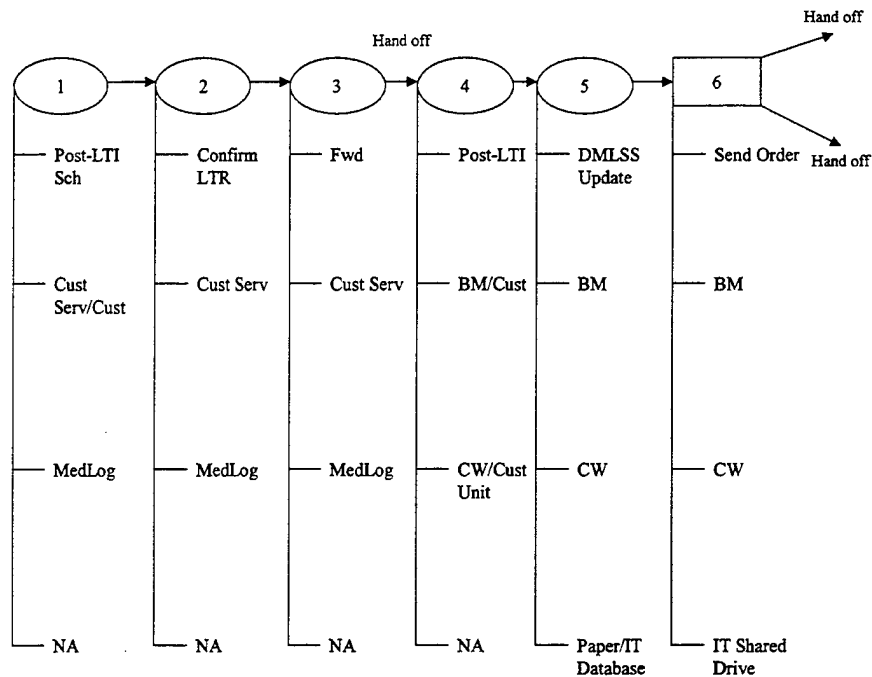 Hand off
Hand off
1
2
3
4
5
6
Hand off
Post-LTI
Sch
Confirm
LTR
Fwd
Post-LTI
DMLSS
Update
Send Order
Cust
Serv/Cust
Cust Serv
Cust Serv
BM/Cust
BM
BM
MedLog
MedLog
MedLog
CW/Cust
Unit
CW
CW
NA
NA
NA
NA
Paper/IT
Database
IT Shared
Drive